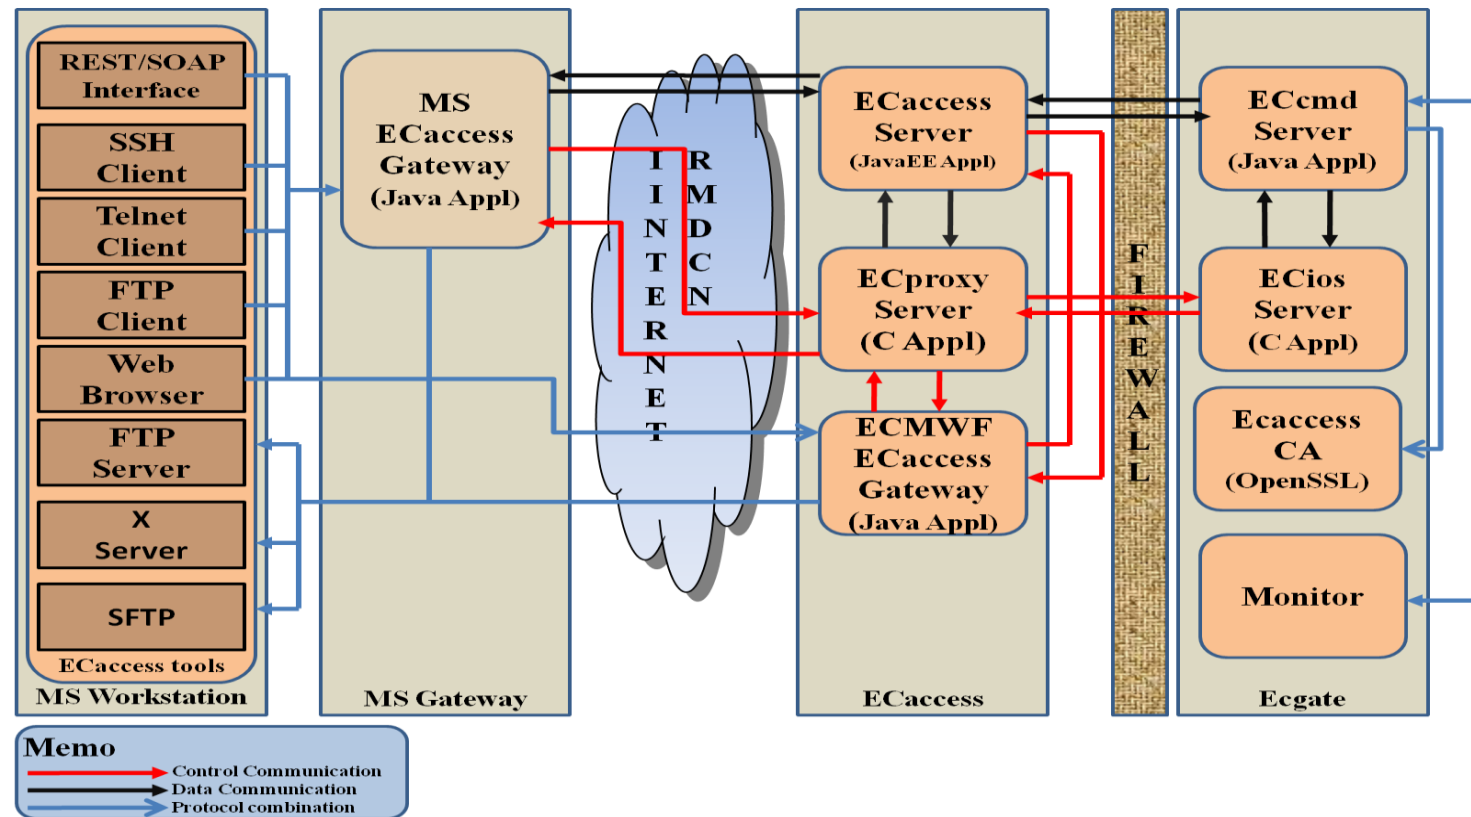 REST/SOAP
Interface
SSH
Client
Telnet
Client
FTP
Client
Web
Browser
FTP
Server
X
Server
SFTP
ECaccess tools
MS Workstation
MS
ECaccess
Gateway
(Java Appl)
MS Gateway
IINTERNET
RMDCN
ECaccess
Server
(JavaEE Appl)
ECproxy
Server
(C Appl)
ECMWF
ECaccess
Gateway
(Java Appl)
ECaccess
FIREWALL
ECcmd
Server
(Java Appl)
ECios
Server
(C Appl)
Ecaccess
CA
(OpenSSL)
Monitor
Ecgate
Memo
Control Communication
Data Communication
Protocol combination